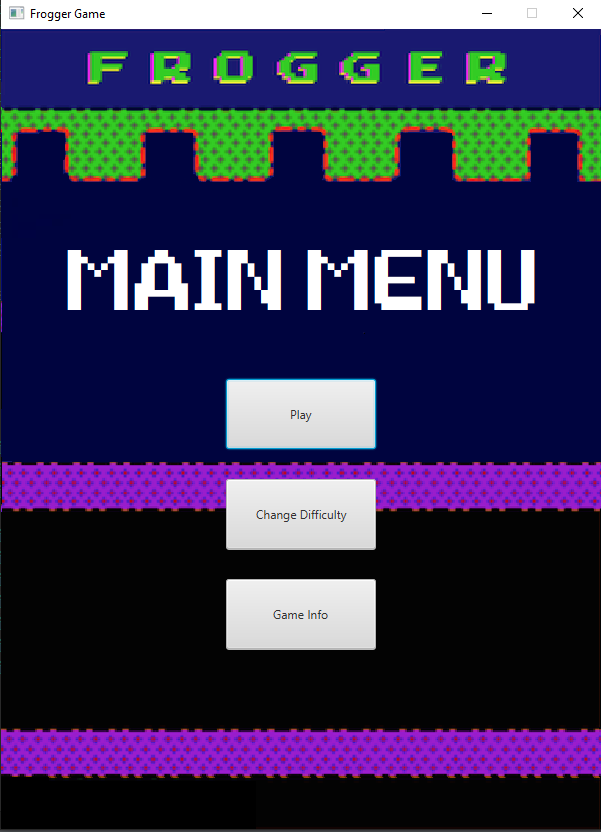 Frogger Game
FROGGER
MAIN MENU
Play
Change Difficulty
Game Info